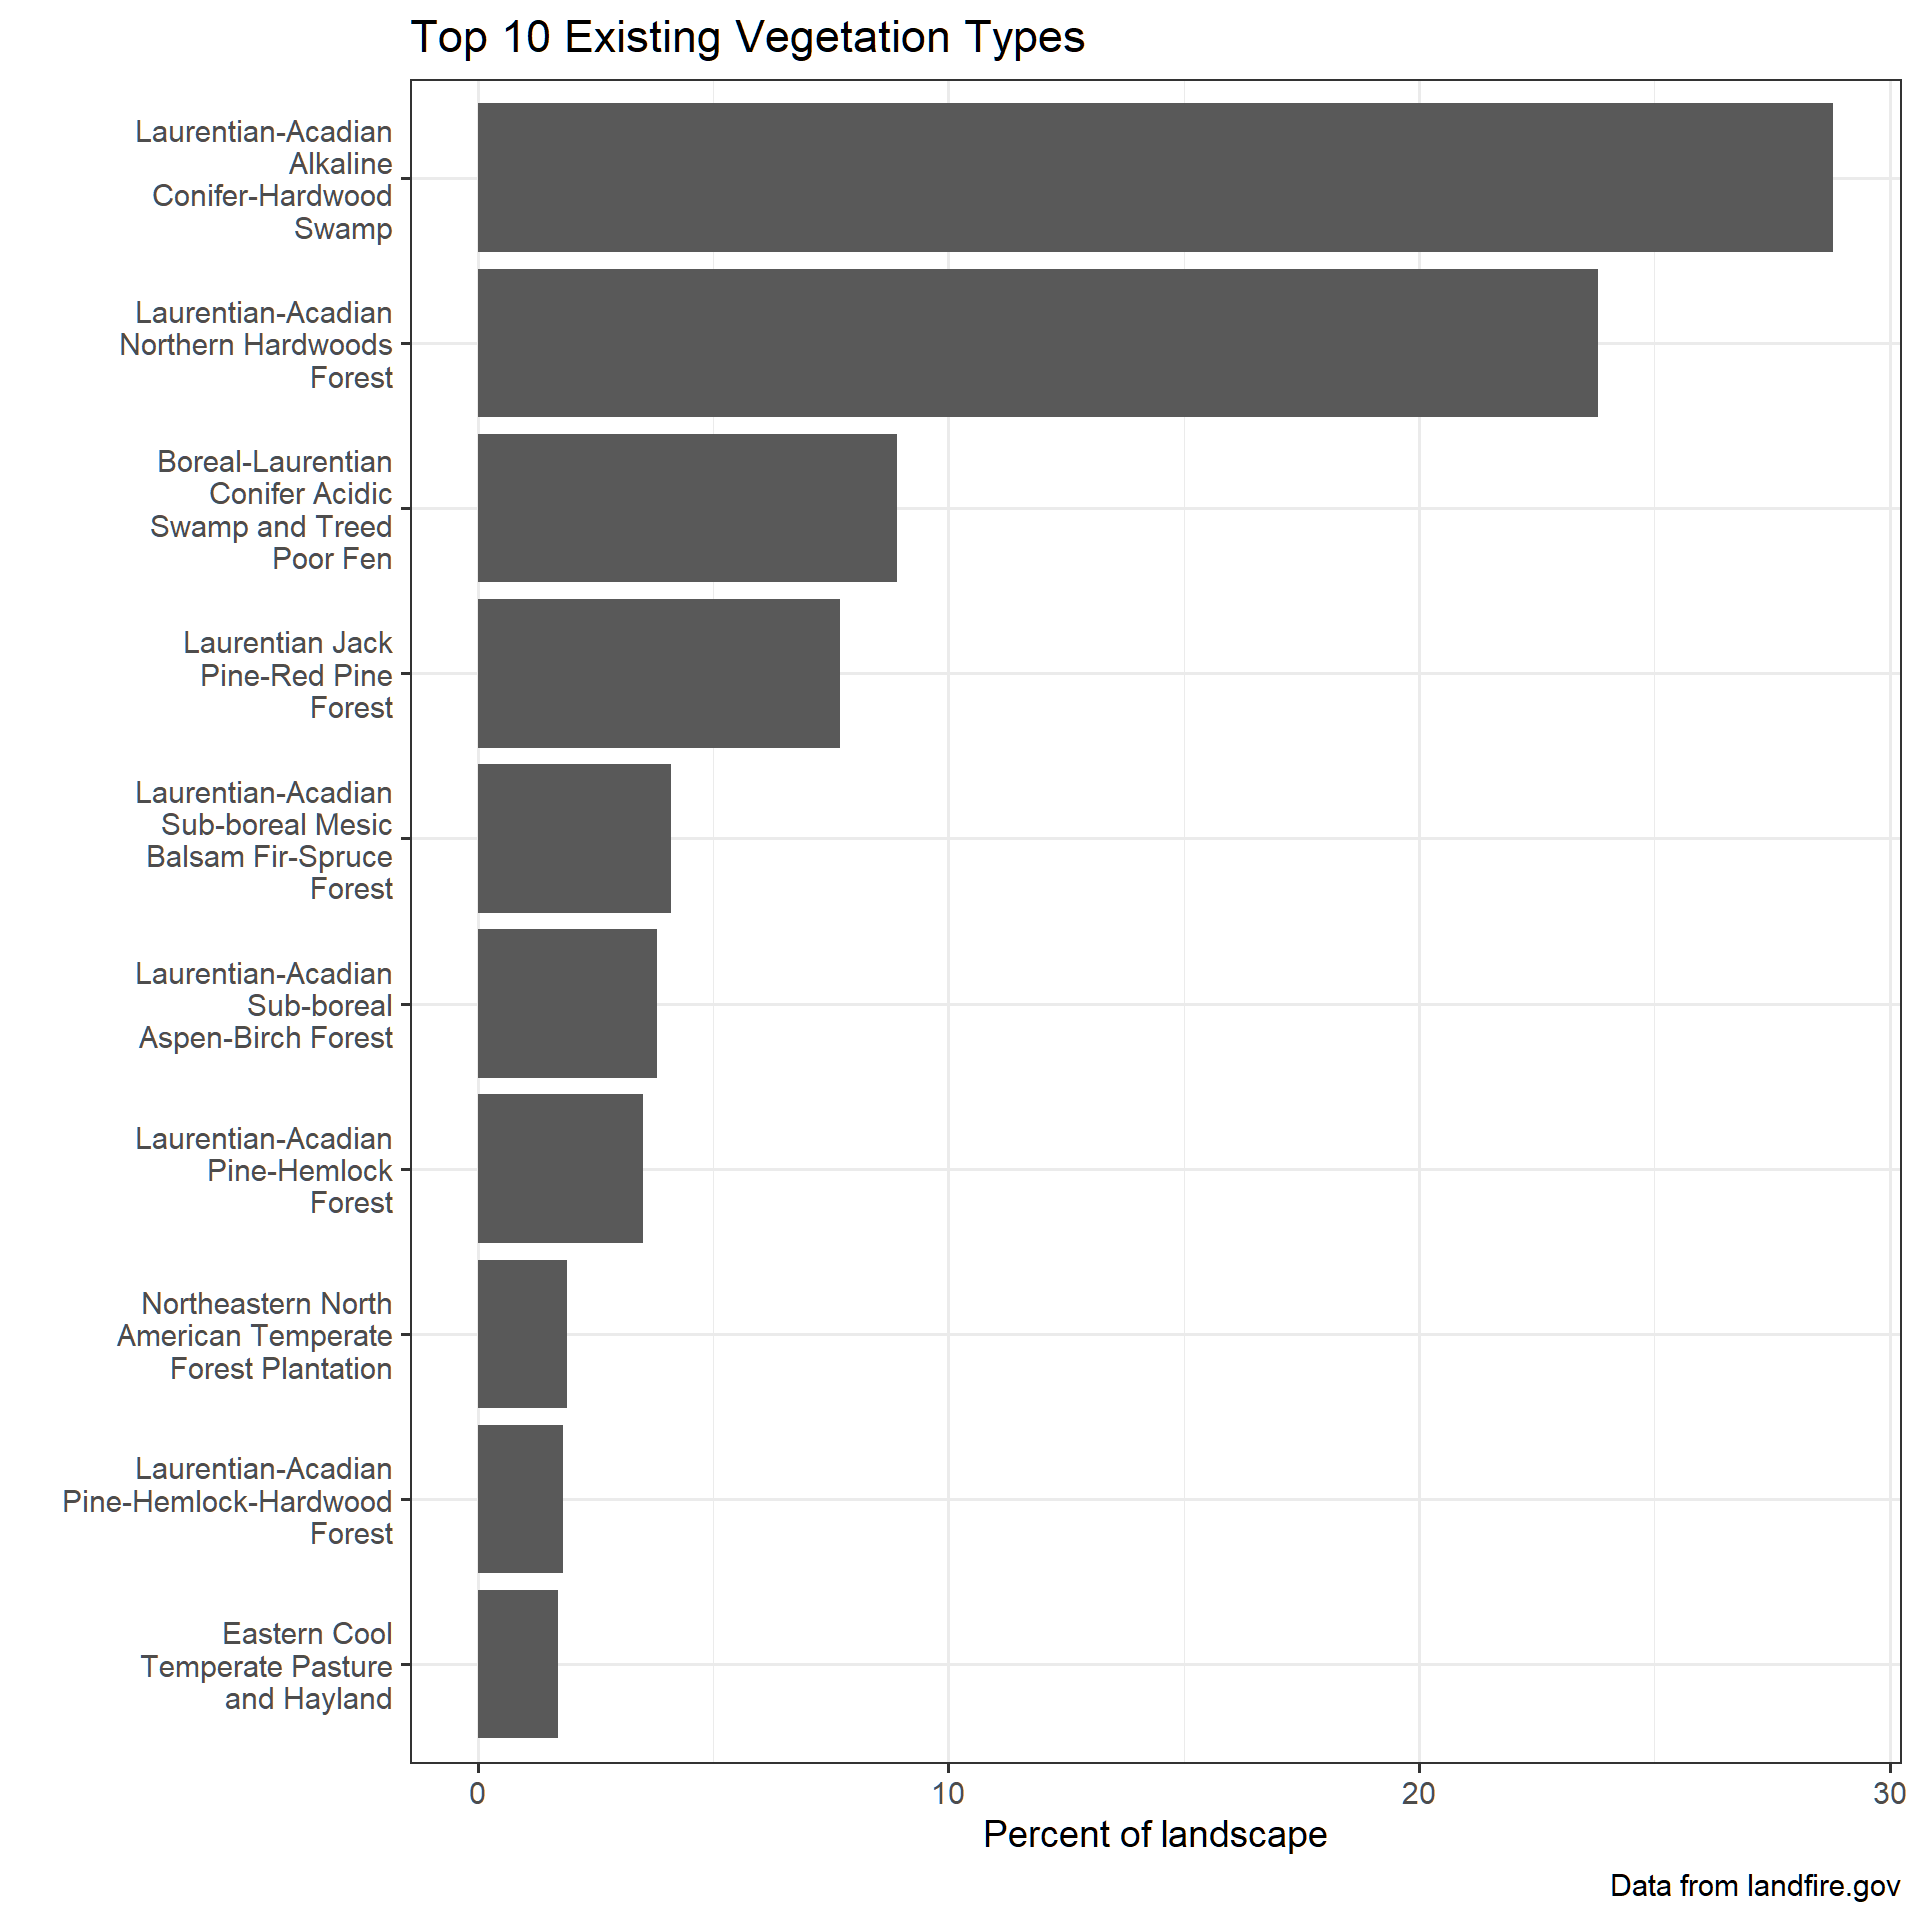 Top 10 Existing Vegetation Types
Laurentian-Acadian
Alkaline
Conifer-Hardwood
Swamp
Laurentian-Acadian
Northern Hardwoods
Forest
Boreal-Laurentian
Conifer Acidic
Swamp and Treed
Poor Fen
Laurentian Jack
Pine-Red Pine
Forest
Laurentian-Acadian
Sub-boreal Mesic
Balsam Fir-Spruce
Forest
Laurentian-Acadian
Sub-boreal
Aspen-Birch Forest
Laurentian-Acadian
Pine-Hemlock
Forest
Northeastern North
American Temperate
Forest Plantation
Laurentian-Acadian
Pine-Hemlock-Hardwood
Forest
Eastern Cool
Temperate Pasture
and Hayland
0 10 20 30
Percent of landscape
Data from landfire.gov